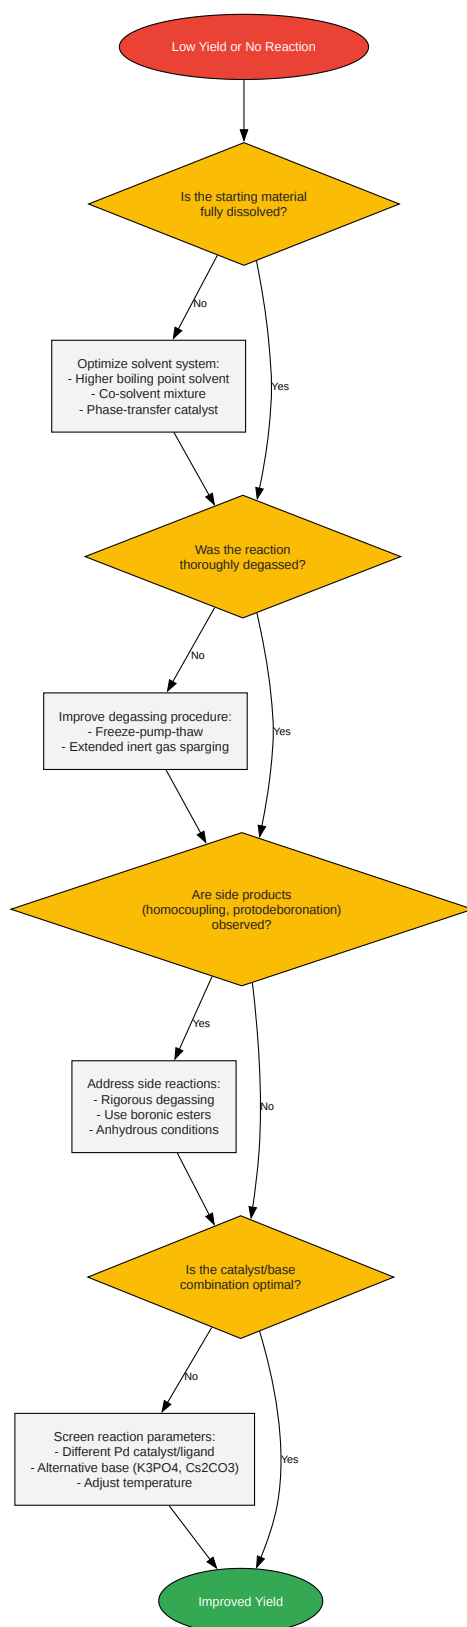 Low Yield or No Reaction
Is the starting material
fully dissolved?
No
Yes
Optimize solvent system:
- Higher boiling point solvent
- Co-solvent mixture
- Phase-transfer catalyst
Was the reaction
thoroughly degassed?
No
Yes
Improve degassing procedure:
- Freeze-pump-thaw
- Extended inert gas sparging
Are side products
(homocoupling, protodeboronation)
observed?
Yes
No
Address side reactions:
- Rigorous degassing
- Use boronic esters
- Anhydrous conditions
Is the catalyst/base
combination optimal?
No
Yes
Screen reaction parameters:
- Different Pd catalyst/ligand
- Alternative base (K3PO4, Cs2CO3)
- Adjust temperature
Improved Yield